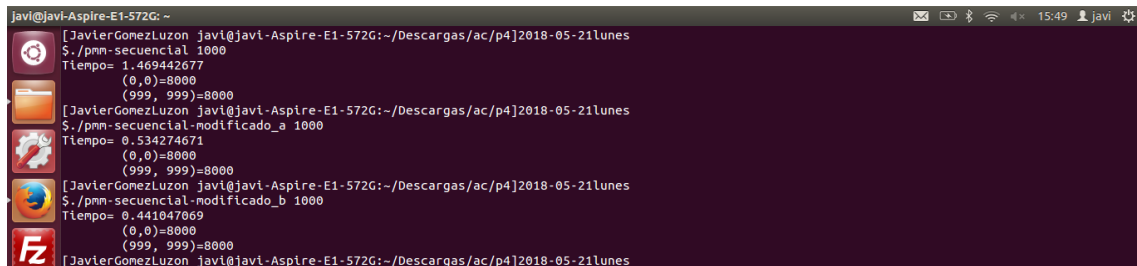 javi@javi-Aspire-E1-572G: ~ 15:49 javi
[JavierGomezLuzon javi@javi-Aspire-E1-572G:~/Descargas/ac/p4]2018-05-21lunes
$./pmm-secuencial 1000
Tiempo= 1.469442677
(0,0)=8000
(999, 999)=8000
[JavierGomezLuzon javi@javi-Aspire-E1-572G:~/Descargas/ac/p4]2018-05-21lunes
$./pmm-secuencial-modificado_a 1000
Tiempo= 0.534274671
(0,0)=8000
(999, 999)=8000
[JavierGomezLuzon javi@javi-Aspire-E1-572G:~/Descargas/ac/p4]2018-05-21lunes
$./pmm-secuencial-modificado_b 1000
Tiempo= 0.441047069
(0,0)=8000
(999, 999)=8000
[JavierGomezLuzon javi@javi-Aspire-E1-572G:~/Descargas/ac/p4]2018-05-21lunes
Fz